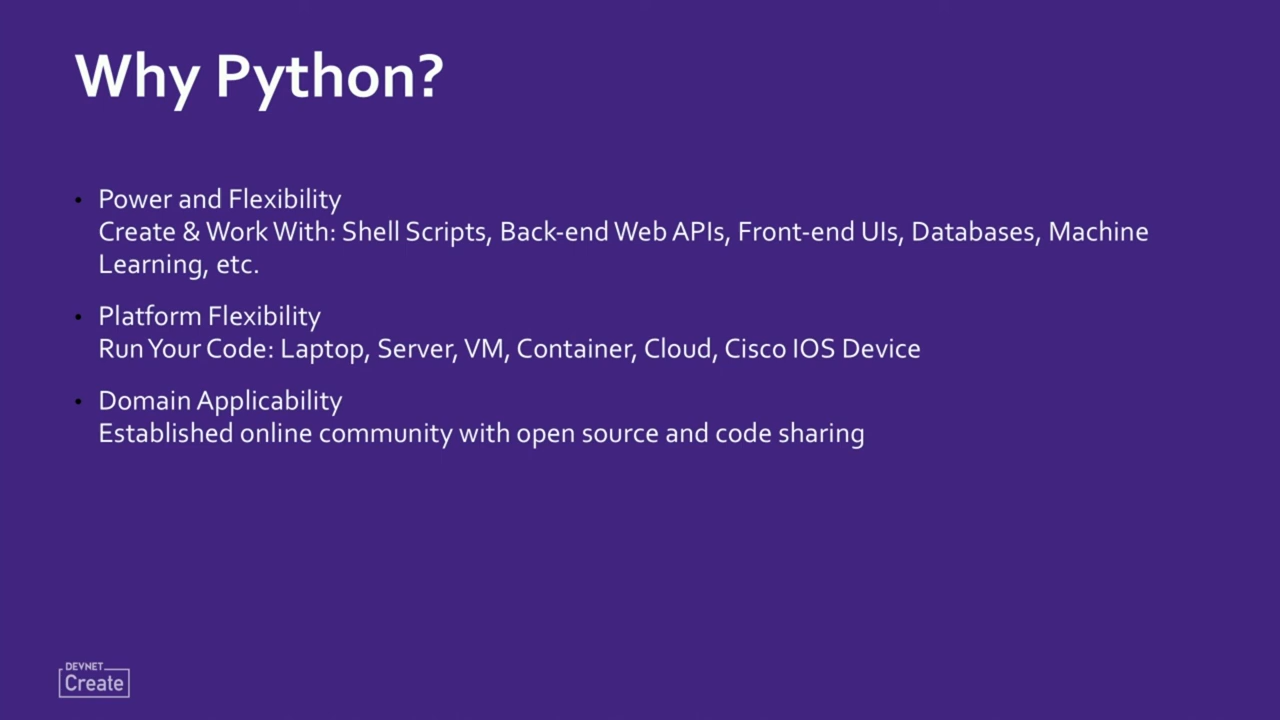 Why Python?
• Power and Flexibility
Create & Work With: Shell Scripts, Back-end Web APIs, Front-end UIs, Databases, Machine
Learning, etc.
• Platform Flexibility
Run Your Code: Laptop, Server, VM, Container, Cloud, Cisco IOS Device
• Domain Applicability
Established online community with open source and code sharing
DEVNET
Create